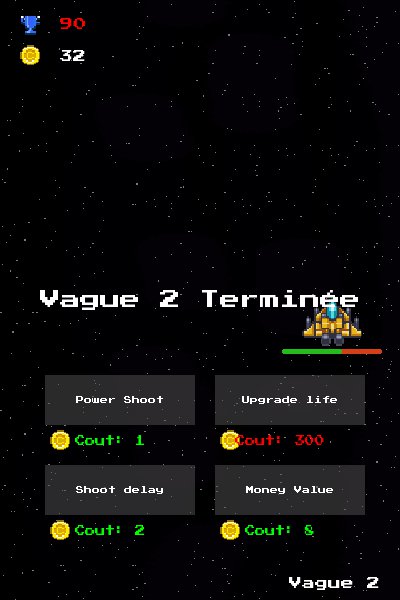 90
32
Vague 2 Terminée
Power Shoot
Upgrade life
Cout: 1
Cout: 300
Shoot delay
Money Value
Cout: 2
Cout: 8
Vague 2